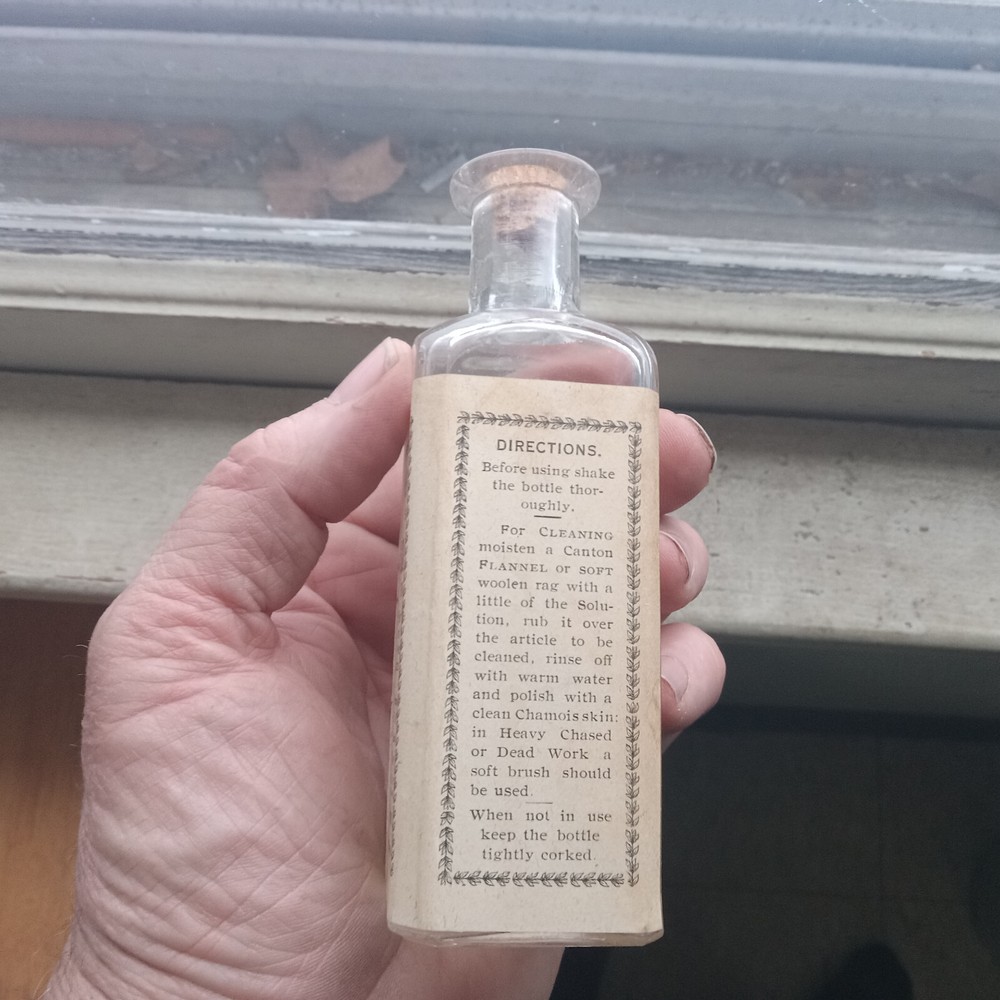 DIRECTIONS.
Before using shake
the bottle thor-
oughly.
For CLEANING
moisten a Canton
FLANNEL or SOFT
woolen rag with a
little of the Solu-
tion, rub it over
the article to be
cleaned, rinse off
with warm water
and polish with a
clean Chamois skin;
in Heavy Chased
or Dead Work a
soft brush should
be used.
When not in use
keep the bottle
tightly corked.